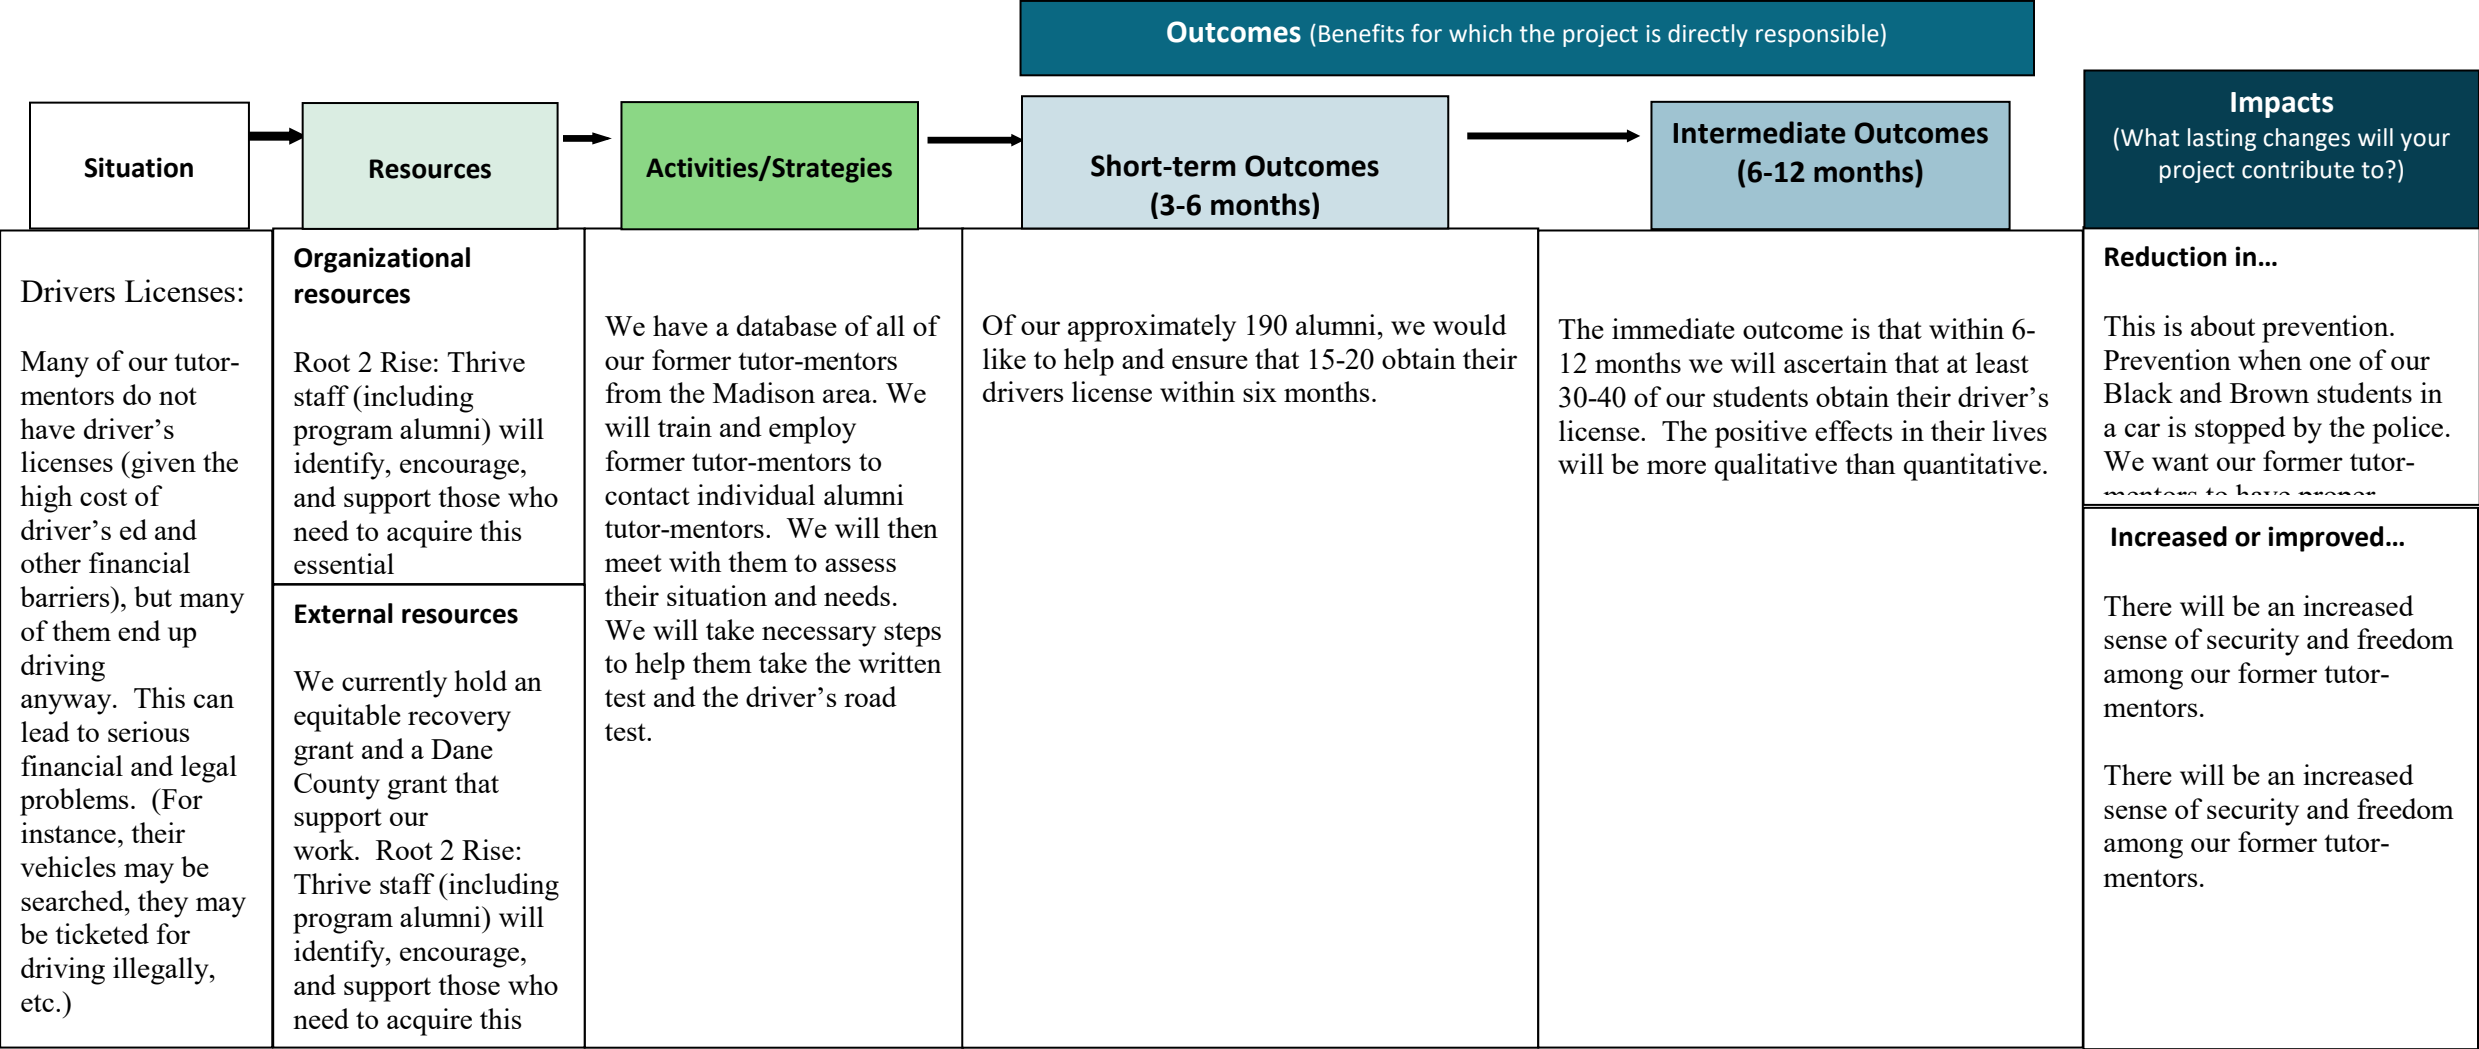 Outcomes (Benefits for which the project is directly responsible)
Situation
Resources
Activities/Strategies
Short-term Outcomes
(3-6 months)
Intermediate Outcomes
(6-12 months)
Impacts
(What lasting changes will your
project contribute to?)
Drivers Licenses:
Many of our tutor-
mentors do not
have driver’s
licenses (given the
high cost of
driver’s ed and
other financial
barriers), but many
of them end up
driving
anyway.  This can
lead to serious
financial and legal
problems.  (For
instance, their
vehicles may be
searched, they may
be ticketed for
driving illegally,
etc.)
Organizational
resources
Root 2 Rise: Thrive
staff (including
program alumni) will
identify, encourage,
and support those who
need to acquire this
essential
External resources
We currently hold an
equitable recovery
grant and a Dane
County grant that
support our
work.  Root 2 Rise:
Thrive staff (including
program alumni) will
identify, encourage,
and support those who
need to acquire this
We have a database of all of
our former tutor-mentors
from the Madison area. We
will train and employ
former tutor-mentors to
contact individual alumni
tutor-mentors.  We will then
meet with them to assess
their situation and needs.
We will take necessary steps
to help them take the written
test and the driver’s road
test.
Of our approximately 190 alumni, we would
like to help and ensure that 15-20 obtain their
drivers license within six months.
The immediate outcome is that within 6-
12 months we will ascertain that at least
30-40 of our students obtain their driver’s
license.  The positive effects in their lives
will be more qualitative than quantitative.
Reduction in…
This is about prevention.
Prevention when one of our
Black and Brown students in
a car is stopped by the police.
We want our former tutor-
mentors to have proper
Increased or improved…
There will be an increased
sense of security and freedom
among our former tutor-
mentors.
There will be an increased
sense of security and freedom
among our former tutor-
mentors.